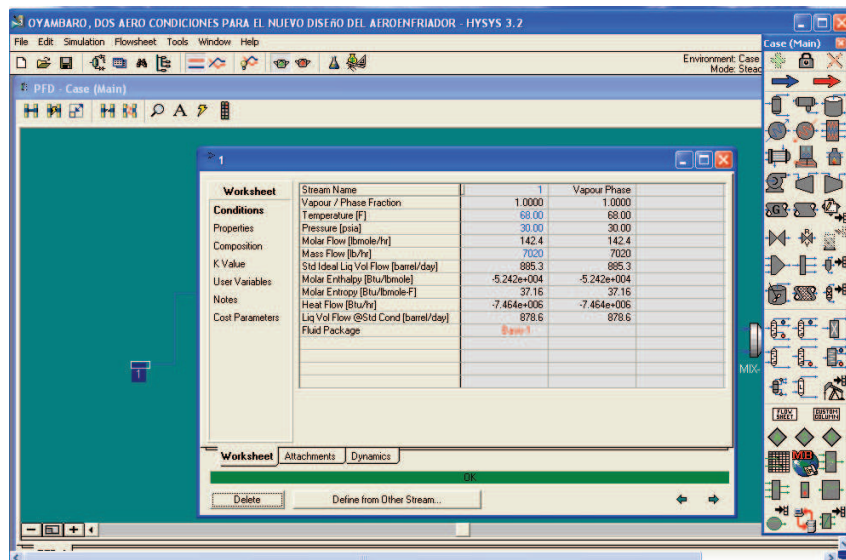 OYAMBARO, DOS AERO CONDICIONES PARA EL NUEVO DISEñO DEL AEROENFRIADOR - HYSYS 3.2
File Edit Simulation Flowsheet Tools Window Help
Environment: Case
Mode: Stead
Case (Main)
PFD - Case (Main)
A
1
Worksheet
Conditions
Properties
Composition
K Value
User Variables
Notes
Cost Parameters
Stream Name 1 Vapour Phase
Vapour / Phase Fraction 1.0000 1.0000
Temperature [F] 68.00 68.00
Pressure [psia] 30.00 30.00
Molar Flow [lbmole/hr] 142.4 142.4
Mass Flow [lb/hr] 7020 7020
Std Ideal Liq Vol Flow [barrel/day] 885.3 885.3
Molar Enthalpy [Btu/lbmole] -5.242e+004 -5.242e+004
Molar Entropy [Btu/lbmole-F] 37.16 37.16
Heat Flow [Btu/hr] -7.464e+006 -7.464e+006
Liq Vol Flow @Std Cond [barrel/day] 878.6 878.6
Fluid Package Basis-1
1
MIX-
Worksheet Attachments Dynamics
OK
Delete Define from Other Stream...
FLOW SHEET
CUSTOM COLUMN
MB